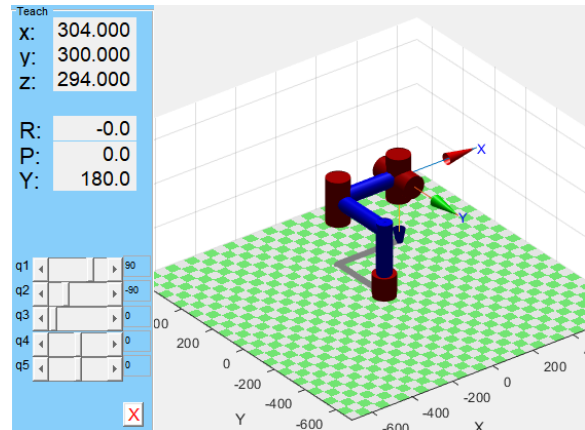 Teach
x: 304.000
y: 300.000
z: 294.000
R: -0.0
P: 0.0
Y: 180.0
q1 90
q2 -90
q3 0
q4 0
q5 0
X
X
Y
00
200
0
-200
-400
-600
Y
-600
-400
-200
0
200
X